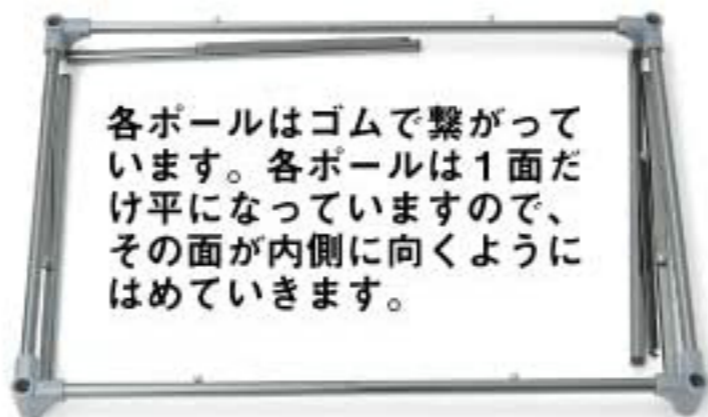 各ポールはゴムで繋がって
います。各ポールは１面だ
け平になっていますので、
その面が内側に向くように
はめていきます。